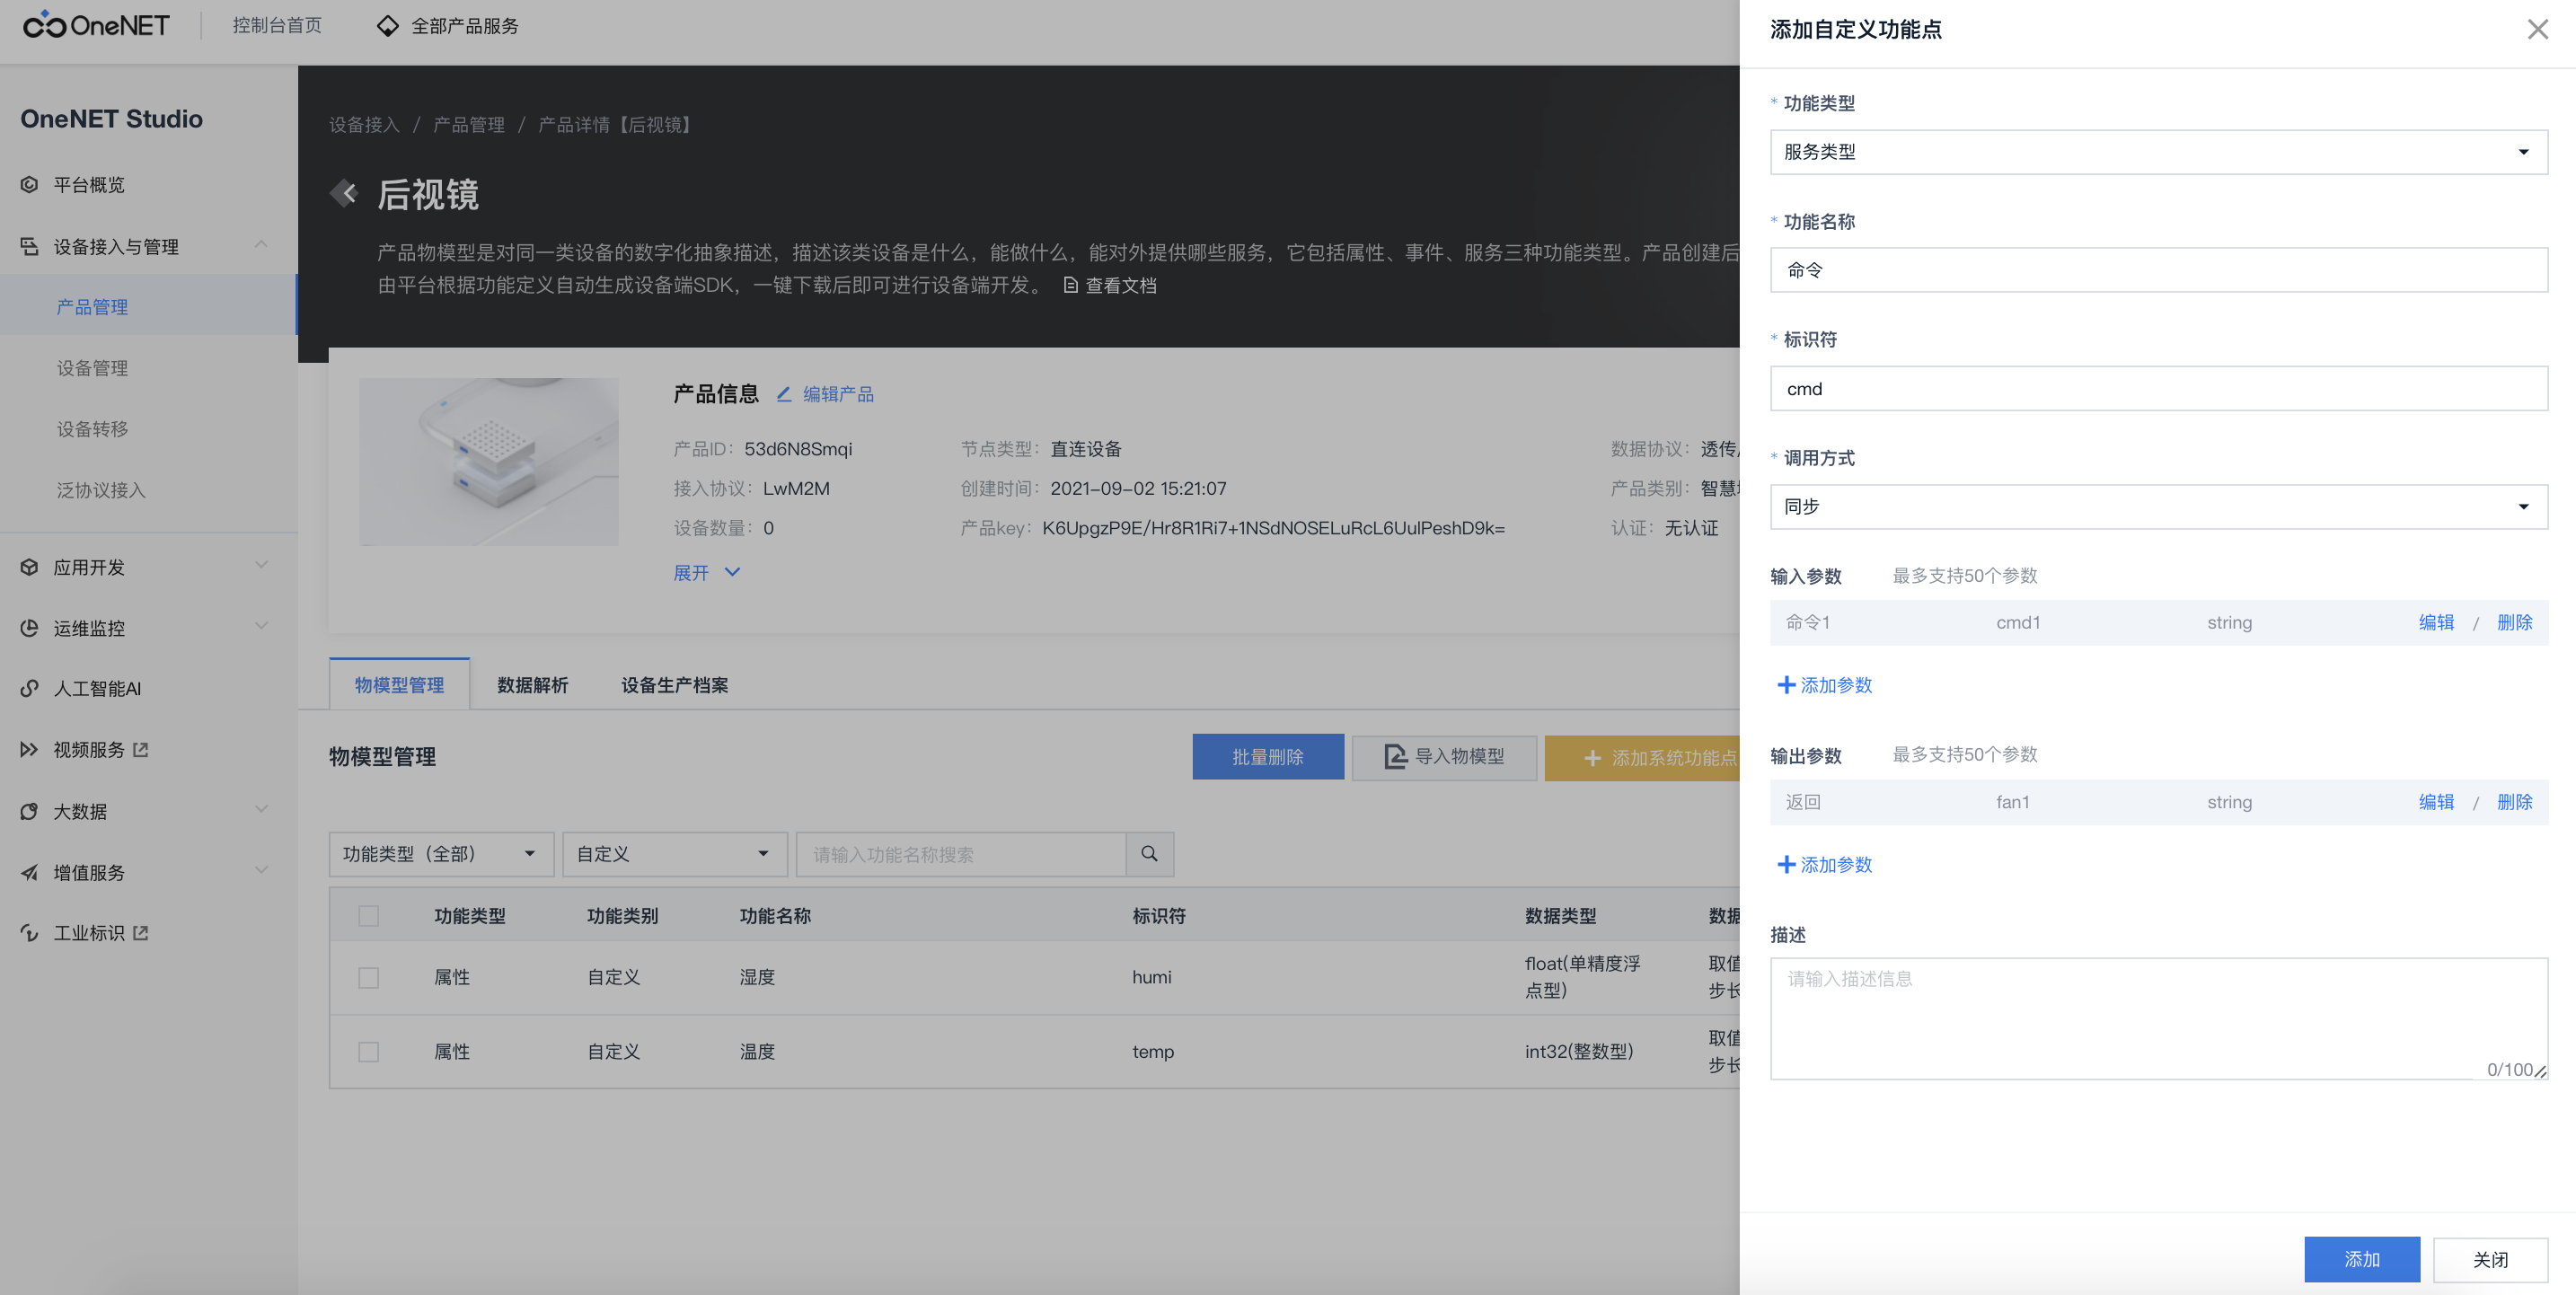 OneNET
控制台首页
全部产品服务
OneNET Studio
平台概览
设备接入与管理
产品管理
设备管理
设备转移
泛协议接入
应用开发
运维监控
人工智能AI
视频服务
大数据
增值服务
工业标识
设备接入 / 产品管理 / 产品详情【后视镜】
后视镜
产品物模型是对同一类设备的数字化抽象描述，描述该类设备是什么，能做什么，能对外提供哪些服务，它包括属性、事件、服务三种功能类型。产品创建后
由平台根据功能定义自动生成设备端SDK，一键下载后即可进行设备端开发。 查看文档
产品信息 编辑产品
产品ID： 53d6N8Smqi 节点类型： 直连设备 数据协议： 透传/
接入协议： LwM2M 创建时间： 2021-09-02 15:21:07 产品类别： 智慧
设备数量： 0 产品key： K6UpgzP9E/Hr8R1Ri7+1NSdNOSELuRcL6UulPeshD9k= 认证： 无认证
展开
物模型管理 数据解析 设备生产档案
物模型管理
批量删除 导入物模型 添加系统功能点
功能类型（全部） 自定义 请输入功能名称搜索
功能类型 功能类别 功能名称 标识符 数据类型 数据
属性 自定义 湿度 humi float(单精度浮点型) 取值 步长
属性 自定义 温度 temp int32(整数型) 取值 步长
添加自定义功能点
* 功能类型
服务类型
* 功能名称
命令
* 标识符
cmd
* 调用方式
同步
输入参数 最多支持50个参数
命令1 cmd1 string 编辑 / 删除
添加参数
输出参数 最多支持50个参数
返回 fan1 string 编辑 / 删除
添加参数
描述
请输入描述信息
0/100
添加 关闭